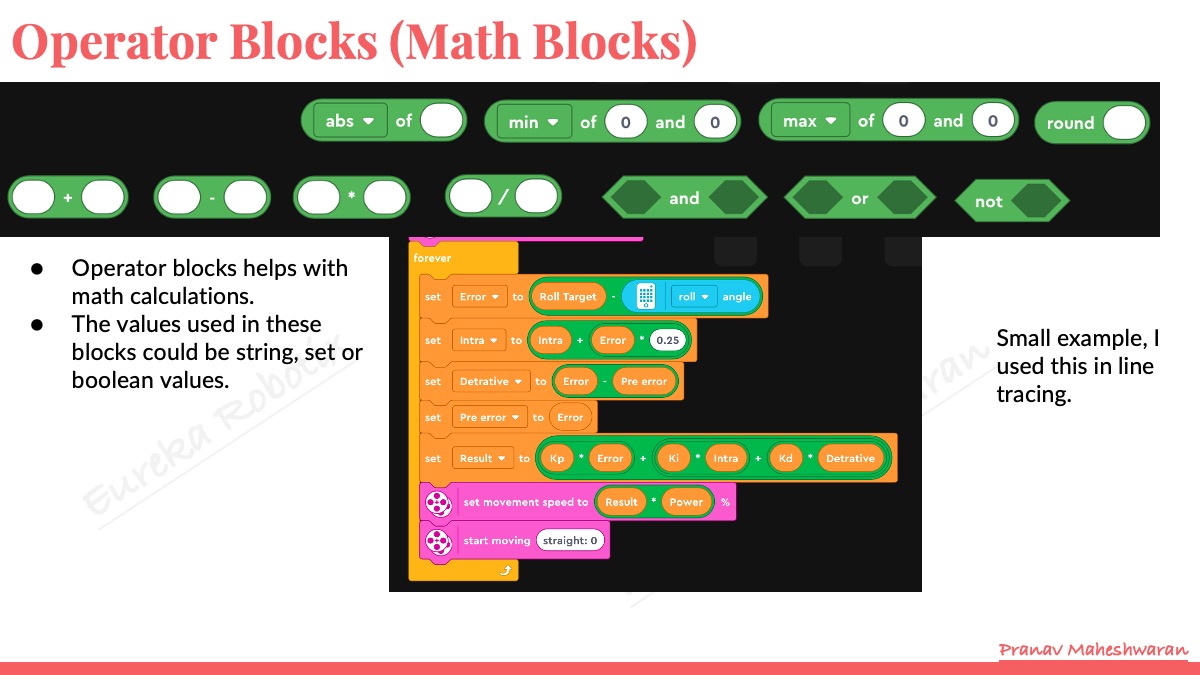 Operator Blocks (Math Blocks)
abs of
min of 0 and 0
max of 0 and 0
round
+
-
*
/
and
or
not
● Operator blocks helps with
math calculations.
● The values used in these
blocks could be string, set or
boolean values.
forever
set Error to Roll Target - roll angle
set Intra to Intra + Error * 0.25
set Detrative to Error - Pre error
set Pre error to Error
set Result to Kp * Error + Ki * Intra + Kd * Detrative
set movement speed to Result * Power %
start moving straight: 0
Small example, I
used this in line
tracing.
Pranav Maheshwaran